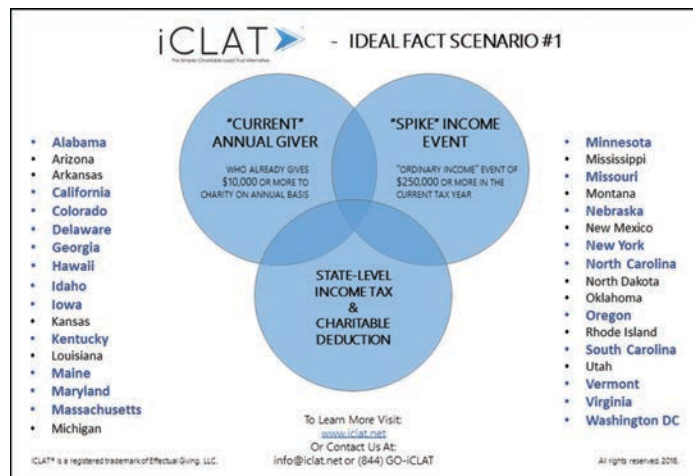 iCLAT - IDEAL FACT SCENARIO #1
The Simpler Charitable Lead Trust Alternative
"CURRENT"
ANNUAL GIVER
WHO ALREADY GIVES
$10,000 OR MORE TO
CHARITY ON ANNUAL BASIS
"SPIKE" INCOME
EVENT
"ORDINARY INCOME" EVENT OF
$250,000 OR MORE IN THE
CURRENT TAX YEAR
STATE-LEVEL
INCOME TAX
&
CHARITABLE
DEDUCTION
• Alabama
• Arizona
• Arkansas
• California
• Colorado
• Delaware
• Georgia
• Hawaii
• Idaho
• Iowa
• Kansas
• Kentucky
• Louisiana
• Maine
• Maryland
• Massachusetts
• Michigan
• Minnesota
• Mississippi
• Missouri
• Montana
• Nebraska
• New Mexico
• New York
• North Carolina
• North Dakota
• Oklahoma
• Oregon
• Rhode Island
• South Carolina
• Utah
• Vermont
• Virginia
• Washington DC
To Learn More Visit:
www.iclat.net
Or Contact Us At:
info@iclat.net or (844) GO-iCLAT
iCLAT® is a registered trademark of Effectual Giving, LLC.
All rights reserved, 2018.